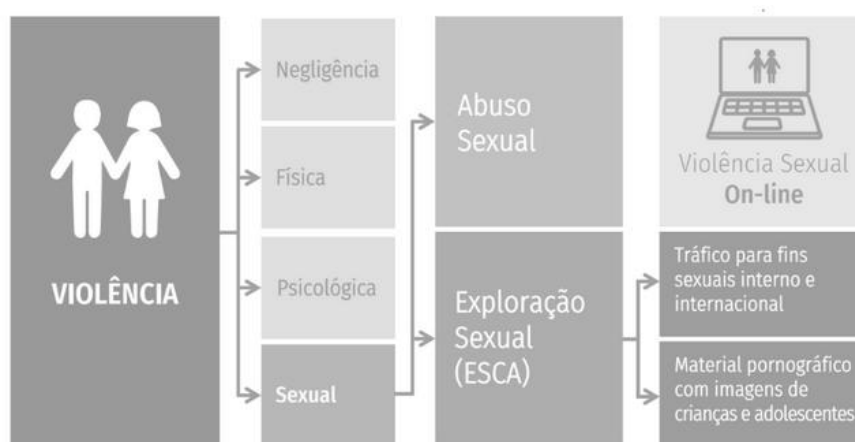 VIOLÊNCIA
Negligência
Física
Psicológica
Sexual
Abuso
Sexual
Exploração
Sexual
(ESCA)
Violência Sexual
On-line
Tráfico para fins
sexuais interno e
internacional
Material pornográfico
com imagens de
crianças e adolescentes